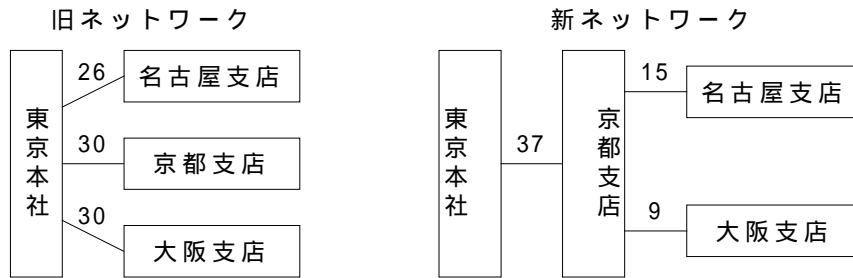 旧ネットワーク
東京本社
26
名古屋支店
30
京都支店
30
大阪支店
新ネットワーク
東京本社
37
京都支店
15
名古屋支店
9
大阪支店